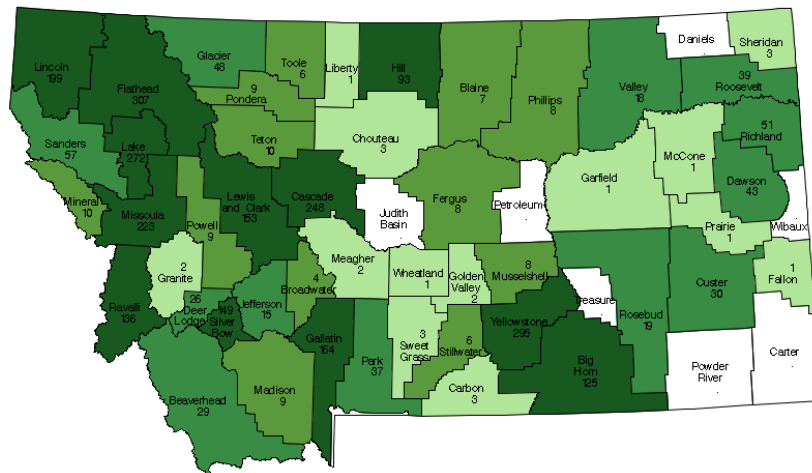 Lincoln
199
Flathead
307
Glacier
48
Toole
6
Liberty
1
Hill
93
Blaine
7
Phillips
8
Valley
18
Daniels
.
Sheridan
3
39
Roosevelt
9
Pondera
Teton
10
Chouteau
3
Sanders
57
Lake
272
51
Richland
McCone
1
Garfield
1
Dawson
43
Mineral
10
Missoula
223
Powell
9
Lewis
and Clark
153
Cascade
248
Judith
Basin
.
Fergus
8
Petroleum
.
Prairie
1
Wibaux
.
2
Granite
Meagher
2
Wheatland
1
Golden
Valley
2
8
Musselshell
Treasure
.
Rosebud
19
Custer
30
1
Fallon
Ravalli
136
26
Deer
Lodge
149
Silver
Bow
Jefferson
15
4
Broadwater
Gallatin
164
Park
37
3
Sweet
Grass
6
Stillwater
Yellowstone
295
Big
Horn
125
Powder
River
.
Carter
.
Beaverhead
29
Madison
9
Carbon
3